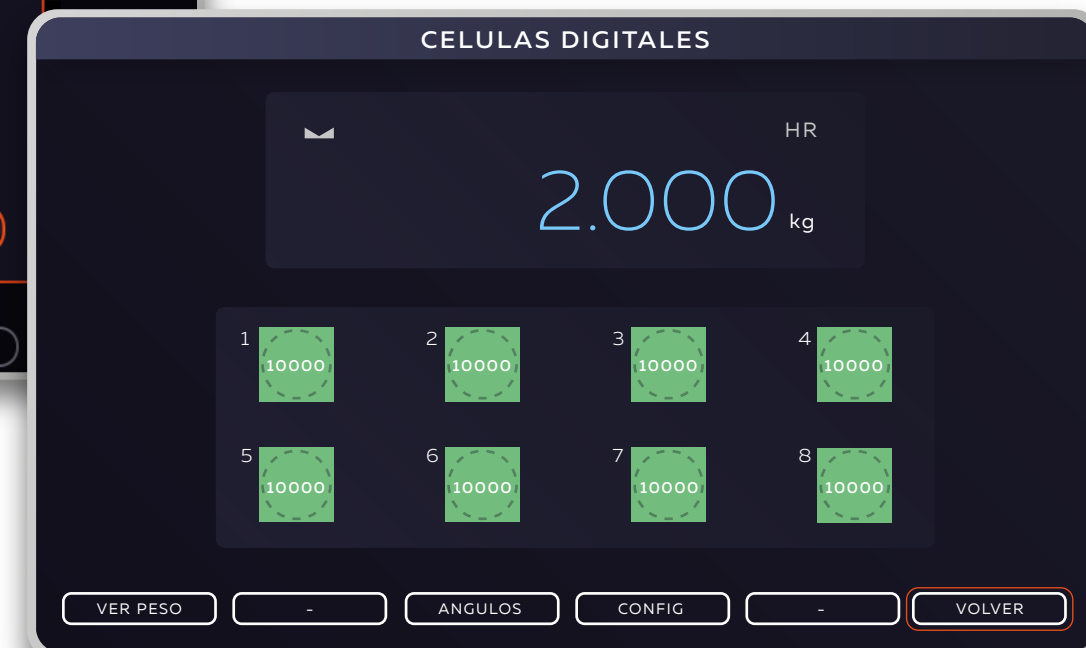 CELULAS DIGITALES
HR
2.000 kg
1 10000 2 10000 3 10000 4 10000
5 10000 6 10000 7 10000 8 10000
VER PESO - ANGULOS CONFIG - VOLVER